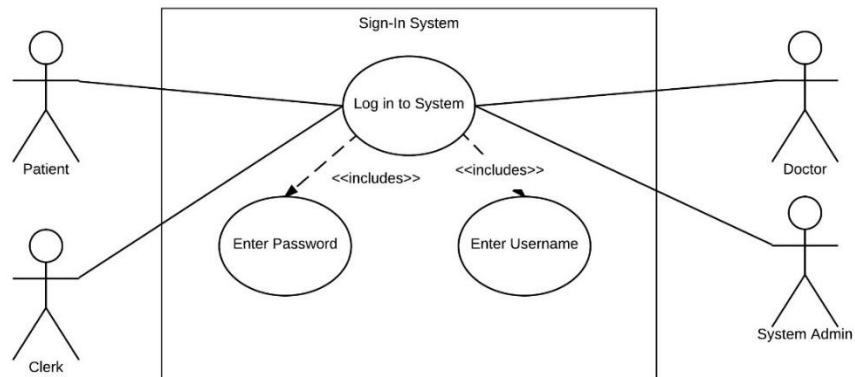 Sign-In System
Log in to System
Patient
Doctor
<<includes>>
<<includes>>
Enter Password
Enter Username
Clerk
System Admin